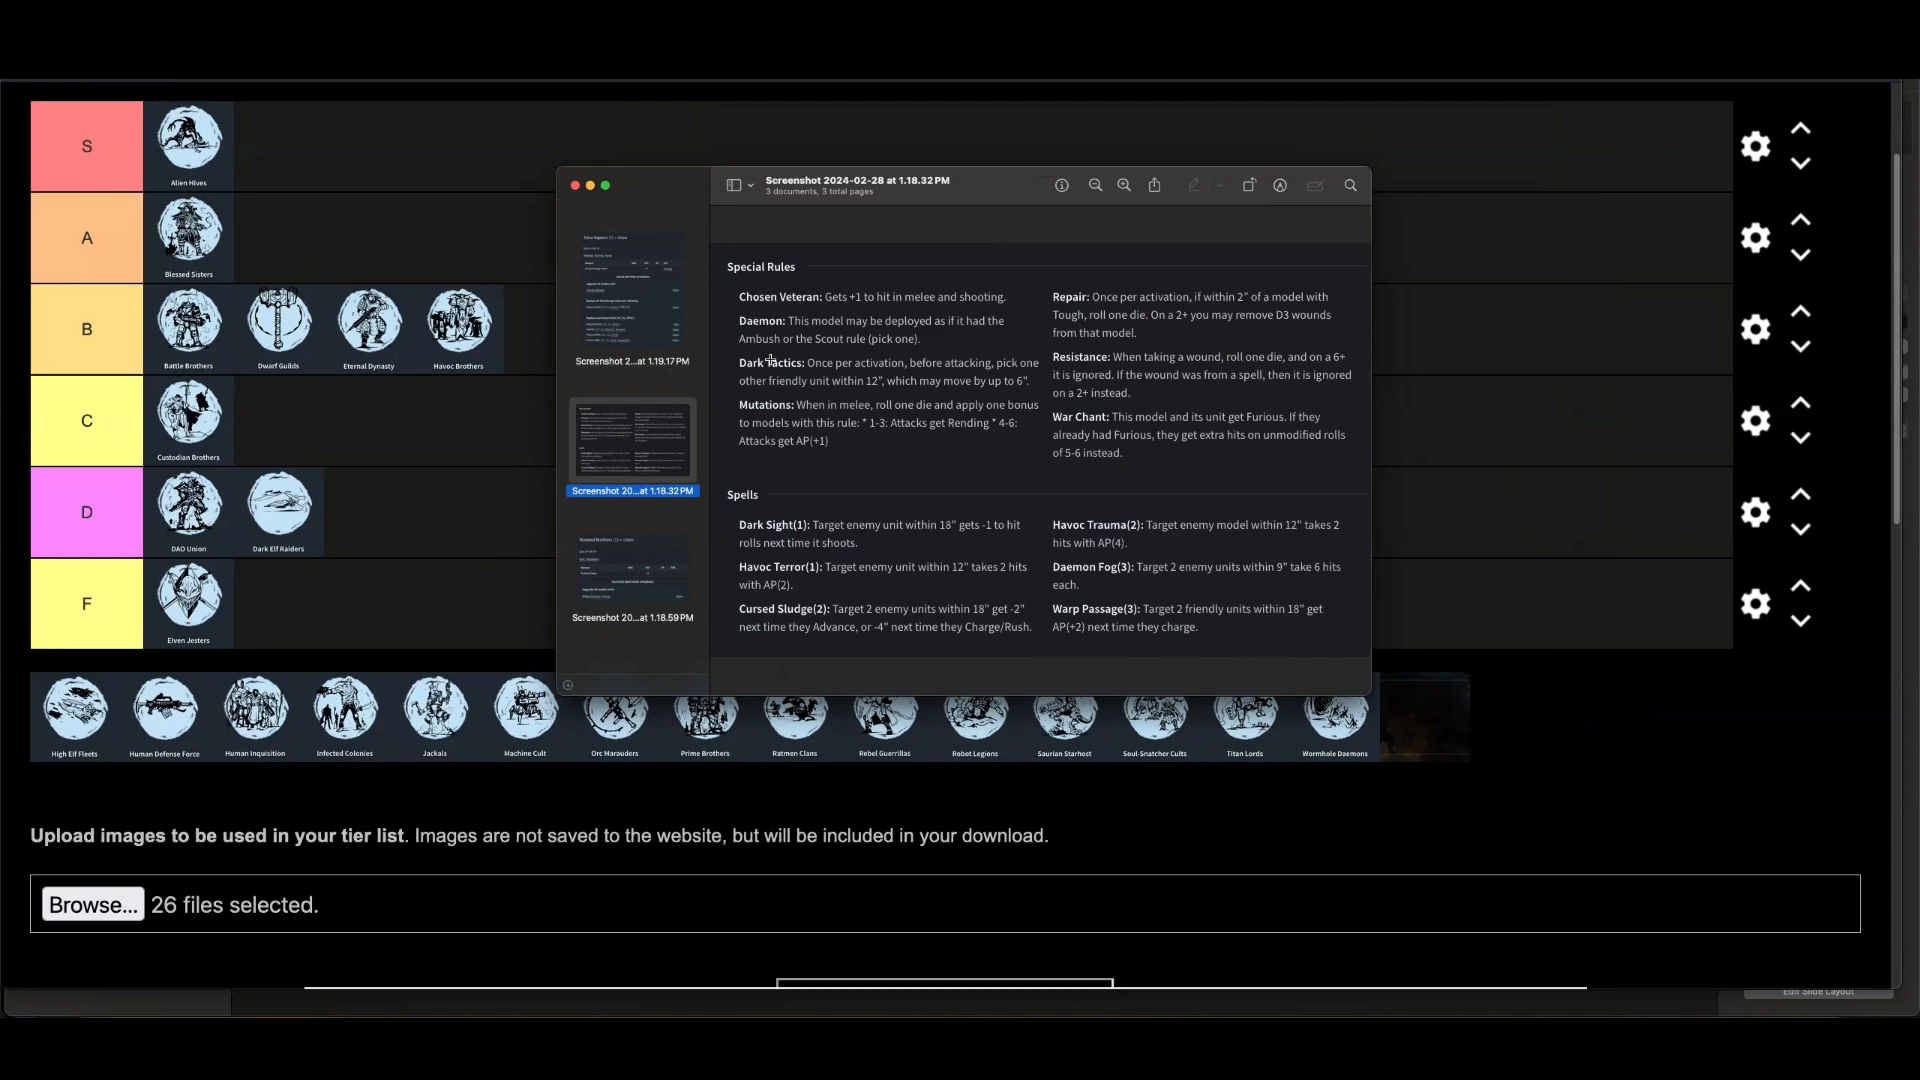 S
Alien Hives
A
Blessed Sisters
B
Battle Brothers
Dwarf Guilds
Eternal Dynasty
Havoc Brothers
C
Custodian Brothers
D
DAO Union
Dark Elf Raiders
F
Elven Jesters
Screenshot 2024-02-28 at 1.18.32 PM
3 documents, 3 total pages
Screenshot 2...at 1.19.17 PM
Screenshot 20...at 1.18.32 PM
Screenshot 20...at 1.18.59 PM
Special Rules
Chosen Veteran: Gets +1 to hit in melee and shooting.
Daemon: This model may be deployed as if it had the
Ambush or the Scout rule (pick one).
Dark Tactics: Once per activation, before attacking, pick one
other friendly unit within 12", which may move by up to 6".
Mutations: When in melee, roll one die and apply one bonus
to models with this rule: * 1-3: Attacks get Rending * 4-6:
Attacks get AP(+1)
Repair: Once per activation, if within 2" of a model with
Tough, roll one die. On a 2+ you may remove D3 wounds
from that model.
Resistance: When taking a wound, roll one die, and on a 6+
it is ignored. If the wound was from a spell, then it is ignored
on a 2+ instead.
War Chant: This model and its unit get Furious. If they
already had Furious, they get extra hits on unmodified rolls
of 5-6 instead.
Spells
Dark Sight(1): Target enemy unit within 18" gets -1 to hit
rolls next time it shoots.
Havoc Terror(1): Target enemy unit within 12" takes 2 hits
with AP(2).
Cursed Sludge(2): Target 2 enemy units within 18" get -2"
next time they Advance, or -4" next time they Charge/Rush.
Havoc Trauma(2): Target enemy model within 12" takes 2
hits with AP(4).
Daemon Fog(3): Target 2 enemy units within 9" take 6 hits
each.
Warp Passage(3): Target 2 friendly units within 18" get
AP(+2) next time they charge.
High Elf Fleets
Human Defense Force
Human Inquisition
Infected Colonies
Jackals
Machine Cult
Orc Marauders
Prime Brothers
Ratmen Clans
Rebel Guerrillas
Robot Legions
Saurian Starhost
Soul-Snatcher Cults
Titan Lords
Wormhole Daemons
Upload images to be used in your tier list. Images are not saved to the website, but will be included in your download.
Browse... 26 files selected.
Edit Slide Layout